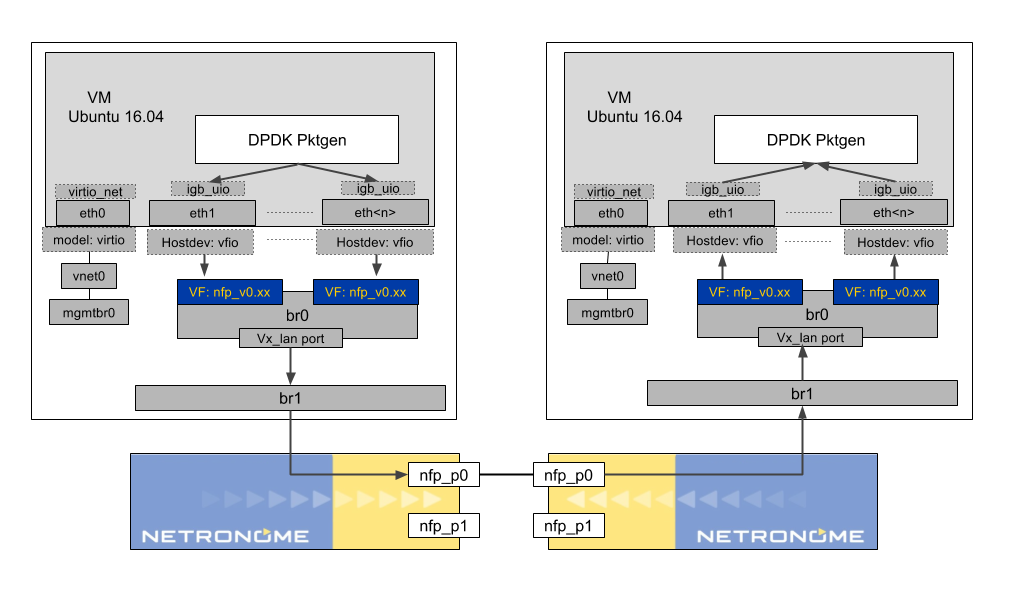 VM
Ubuntu 16.04
DPDK Pktgen
virtio_net
igb_uio
igb_uio
eth0
eth1
eth<n>
model: virtio
Hostdev: vfio
Hostdev: vfio
vnet0
VF: nfp_v0.xx
VF: nfp_v0.xx
mgmtbr0
br0
Vx_lan port
br1
nfp_p0
nfp_p1
NETRONOME
VM
Ubuntu 16.04
DPDK Pktgen
virtio_net
igb_uio
igb_uio
eth0
eth1
eth<n>
model: virtio
Hostdev: vfio
Hostdev: vfio
vnet0
VF: nfp_v0.xx
VF: nfp_v0.xx
mgmtbr0
br0
Vx_lan port
br1
nfp_p0
nfp_p1
NETRONOME